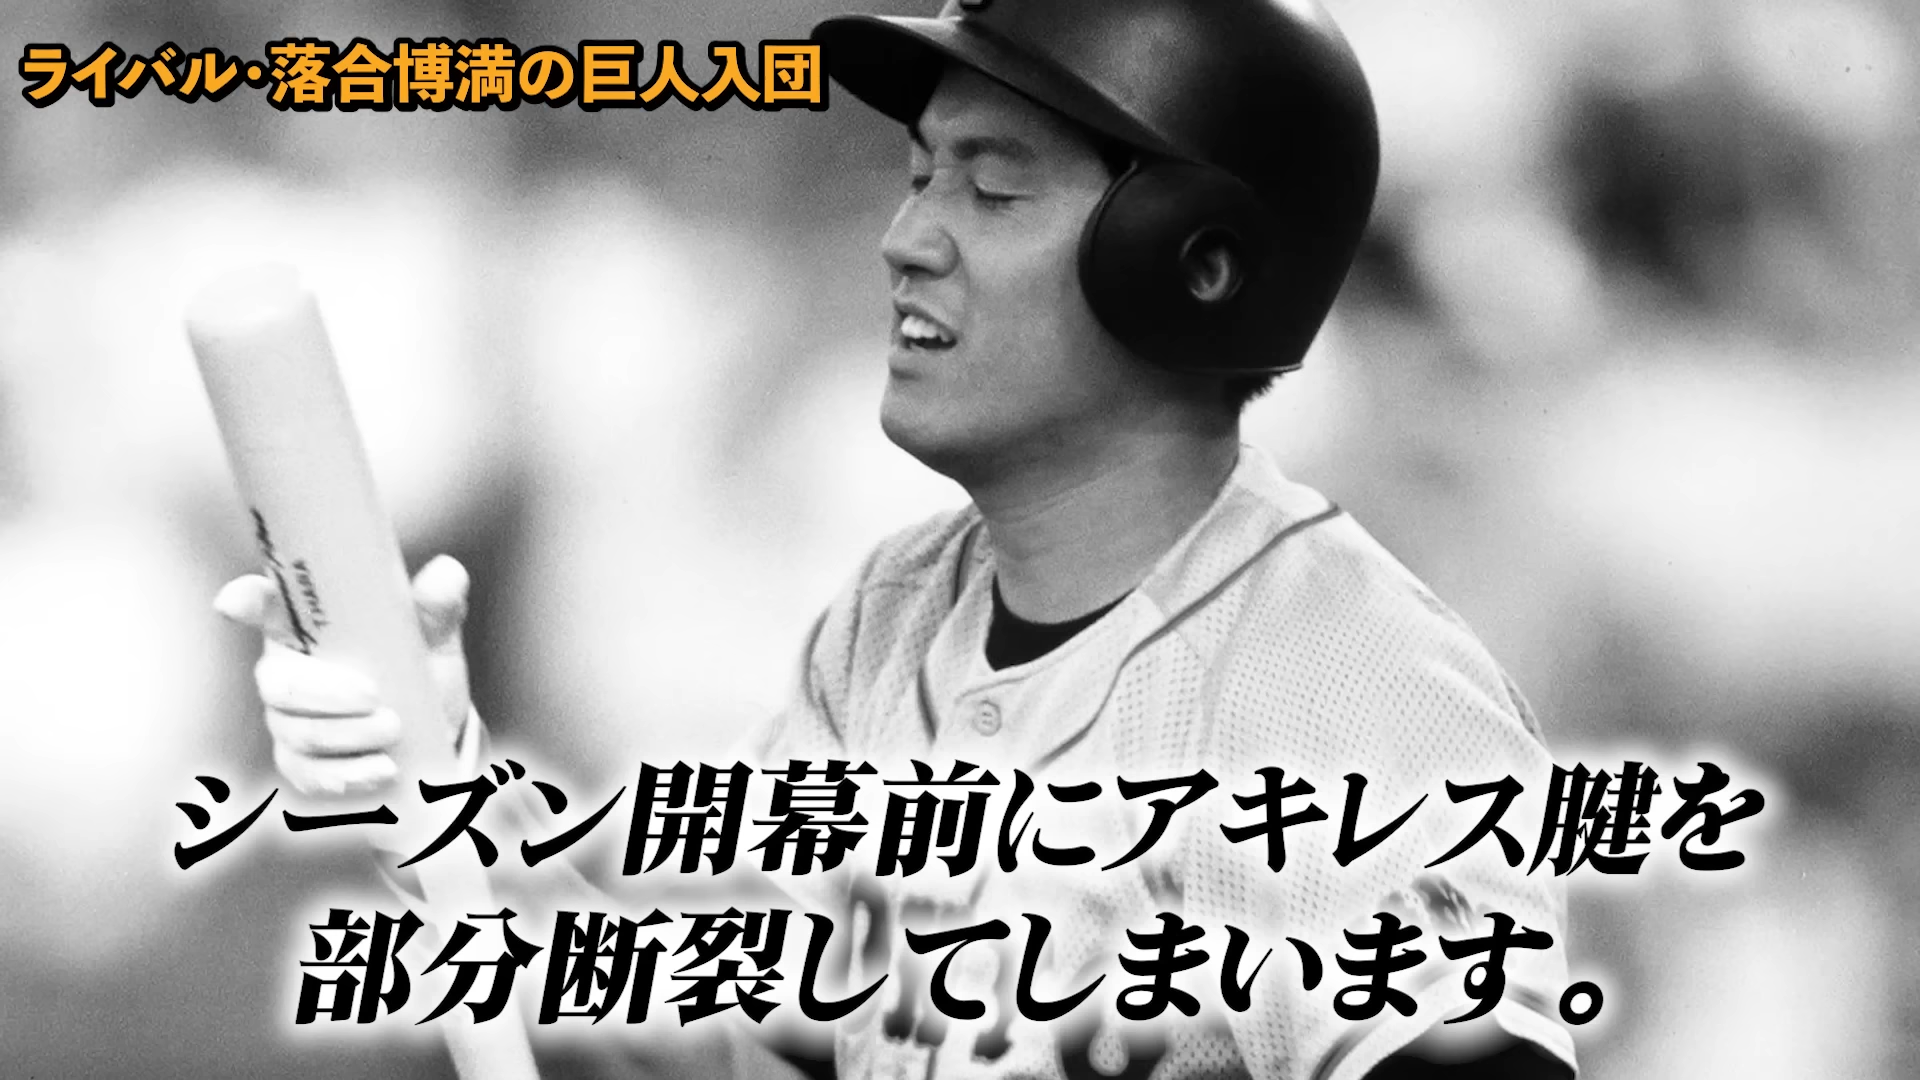 ライバル・落合博満の巨人入団
シーズン開幕前にアキレス腱を
部分断裂してしまいます。